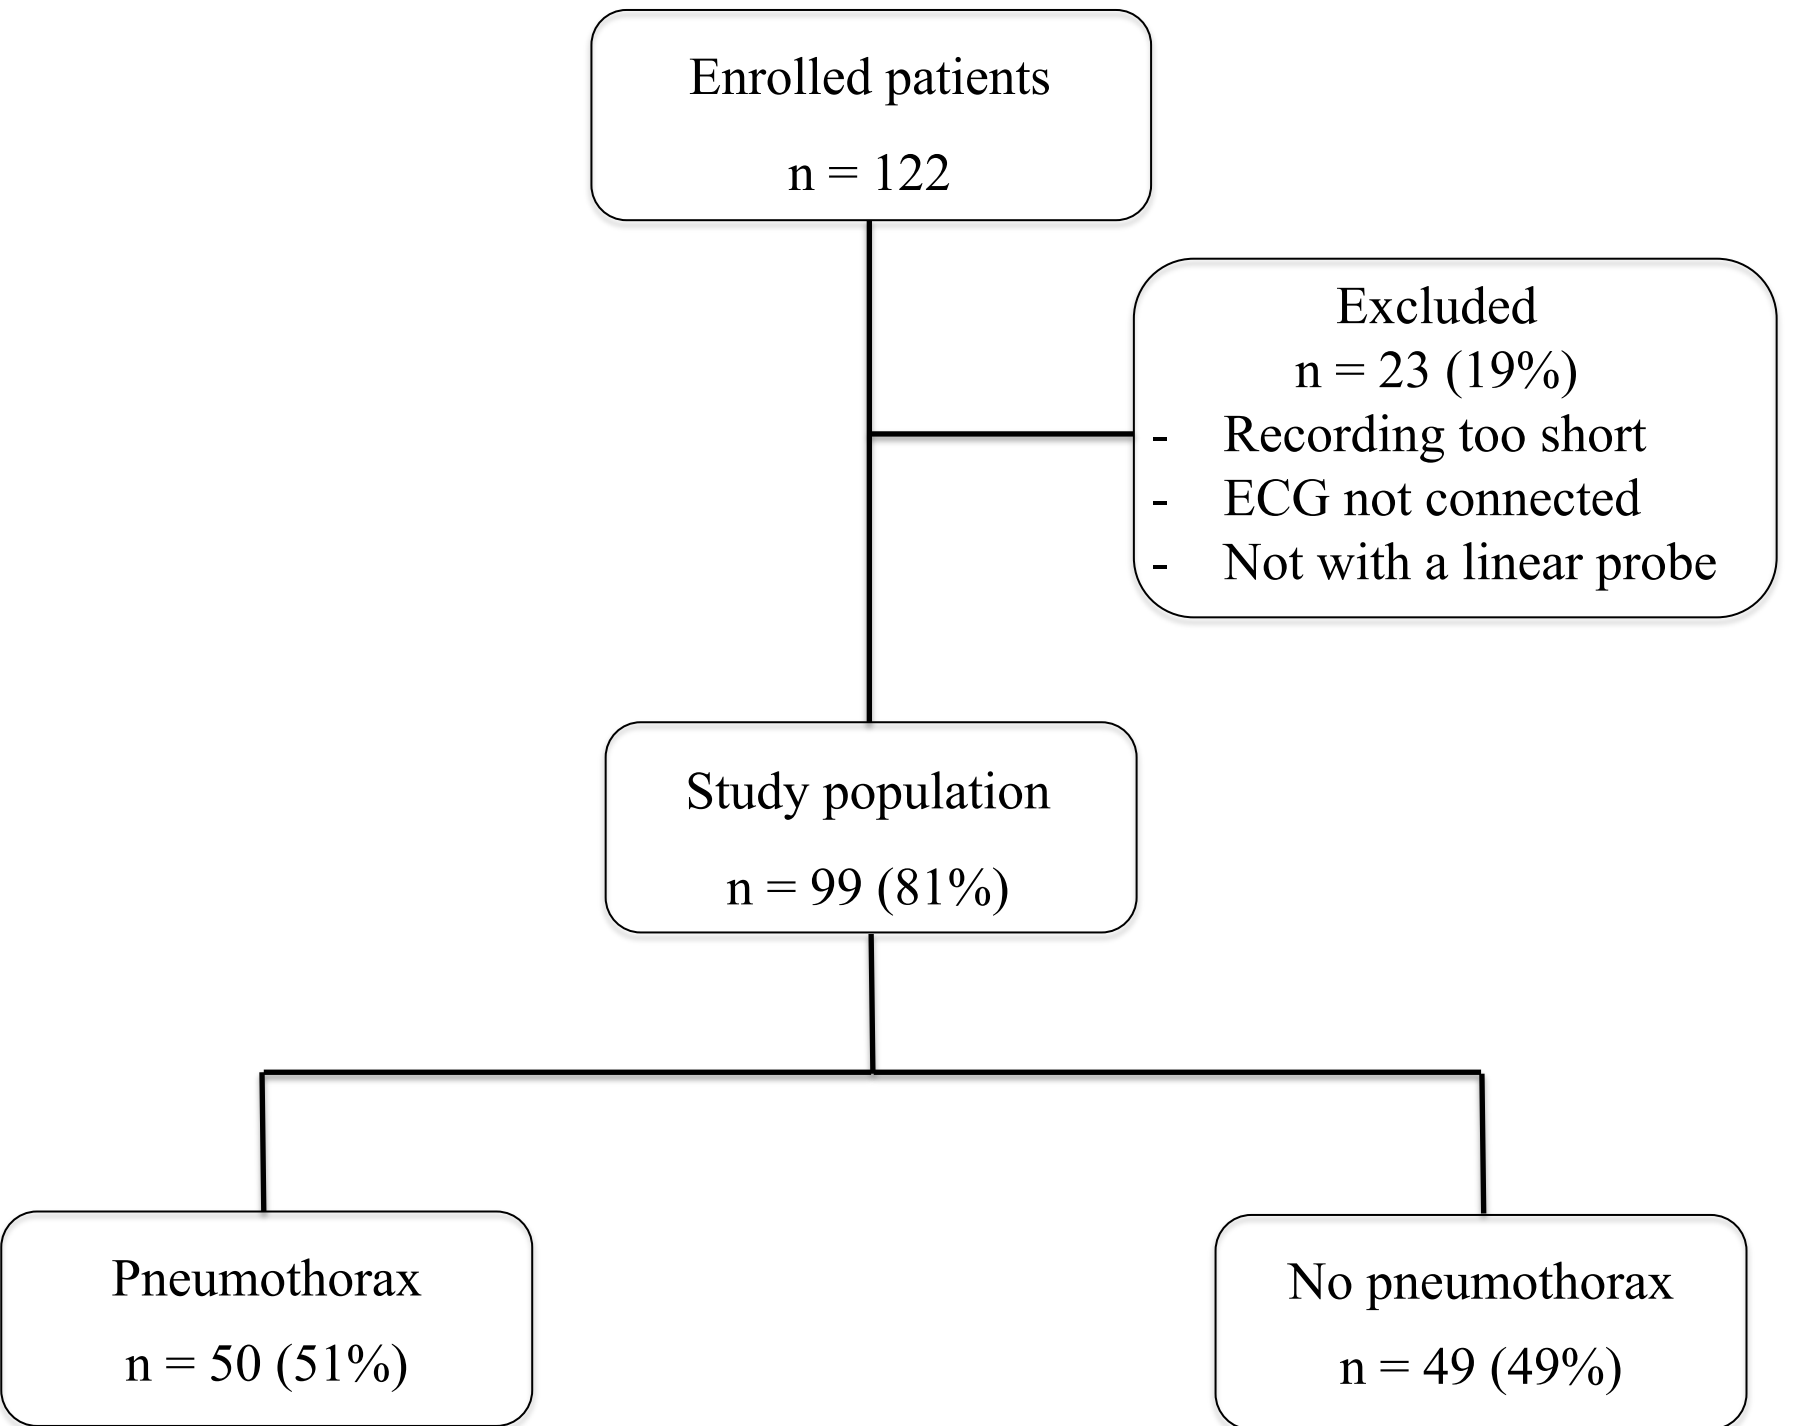 Enrolled patients
n = 122
Excluded
n = 23 (19%)
- Recording too short
- ECG not connected
- Not with a linear probe
Study population
n = 99 (81%)
Pneumothorax
n = 50 (51%)
No pneumothorax
n = 49 (49%)